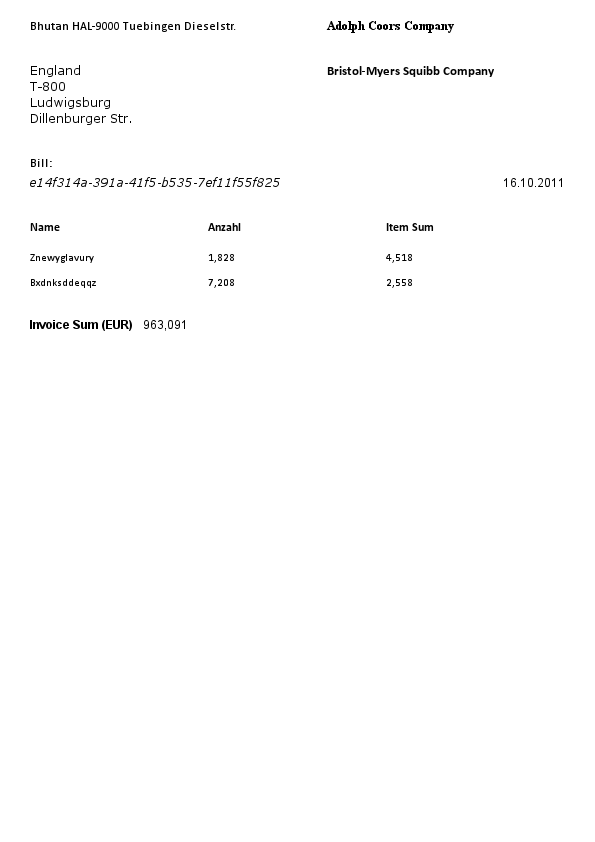 Bhutan HAL-9000 Tuebingen Dieselstr. Adolph Coors Company
England Bristol-Myers Squibb Company
T-800
Ludwigsburg
Dillenburger Str.
Bill:
e14f314a-391a-41f5-b535-7ef11f55f825 16.10.2011
Name Anzahl Item Sum
Znewyglavury 1,828 4,518
Bxdnksddeqqz 7,208 2,558
Invoice Sum (EUR) 963,091